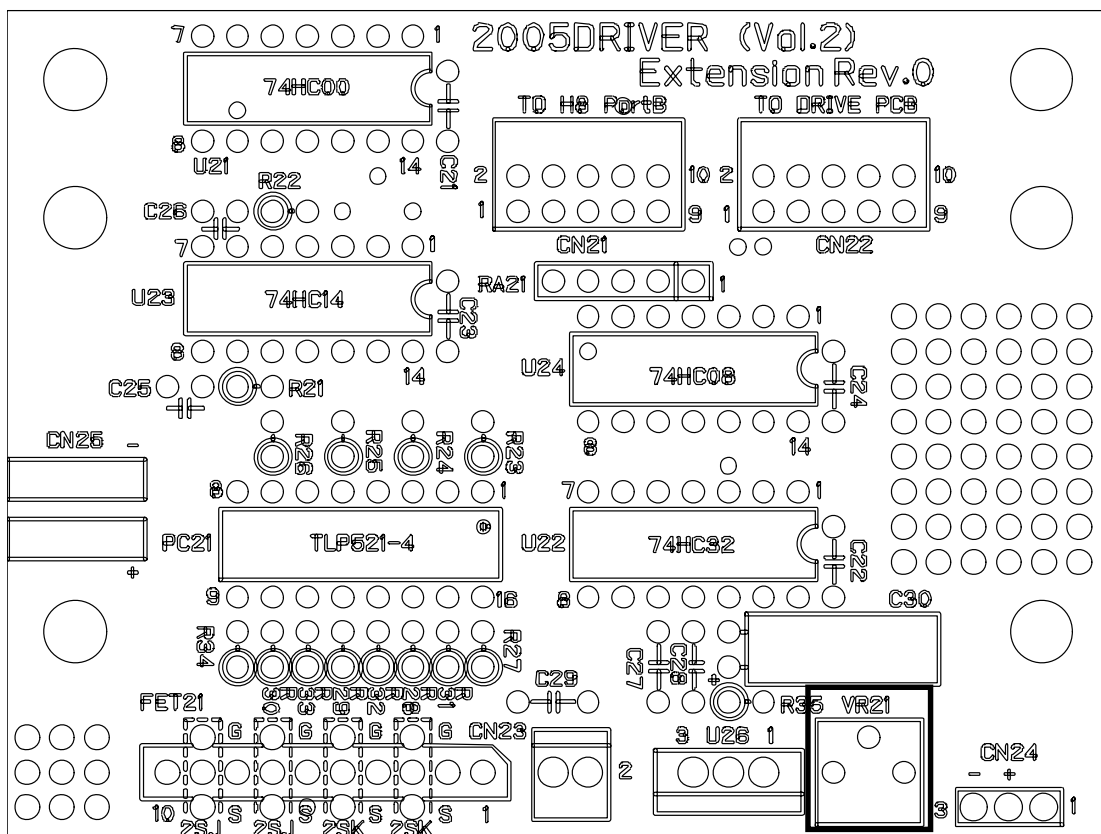 7 1 2005DRIVER (Vol.2)
Extension Rev.0
74HC00
TO H8 PortB TO DRIVE PCB
8 U21 14 C21
R22 2 10 2 10
C26 1 9 1 9
7 1 CN21 CN22
RA21 1
U23 74HC14 C23 1
8 14 U24 74HC08 C24
C25 R21
CN25 - 8 14
R26 R25 R24 R23
8 1 7 1
PC21 TLP521-4 U22 74HC32 C22
+
9 16 8 C30
R34 R27 C27 C28 +
C29
FET21 R35 VR21
G G G G CN23 3 U26 1 CN24
2 - +
10 S S S S 1 3 1
2SJ 2SJ 2SK 2SK